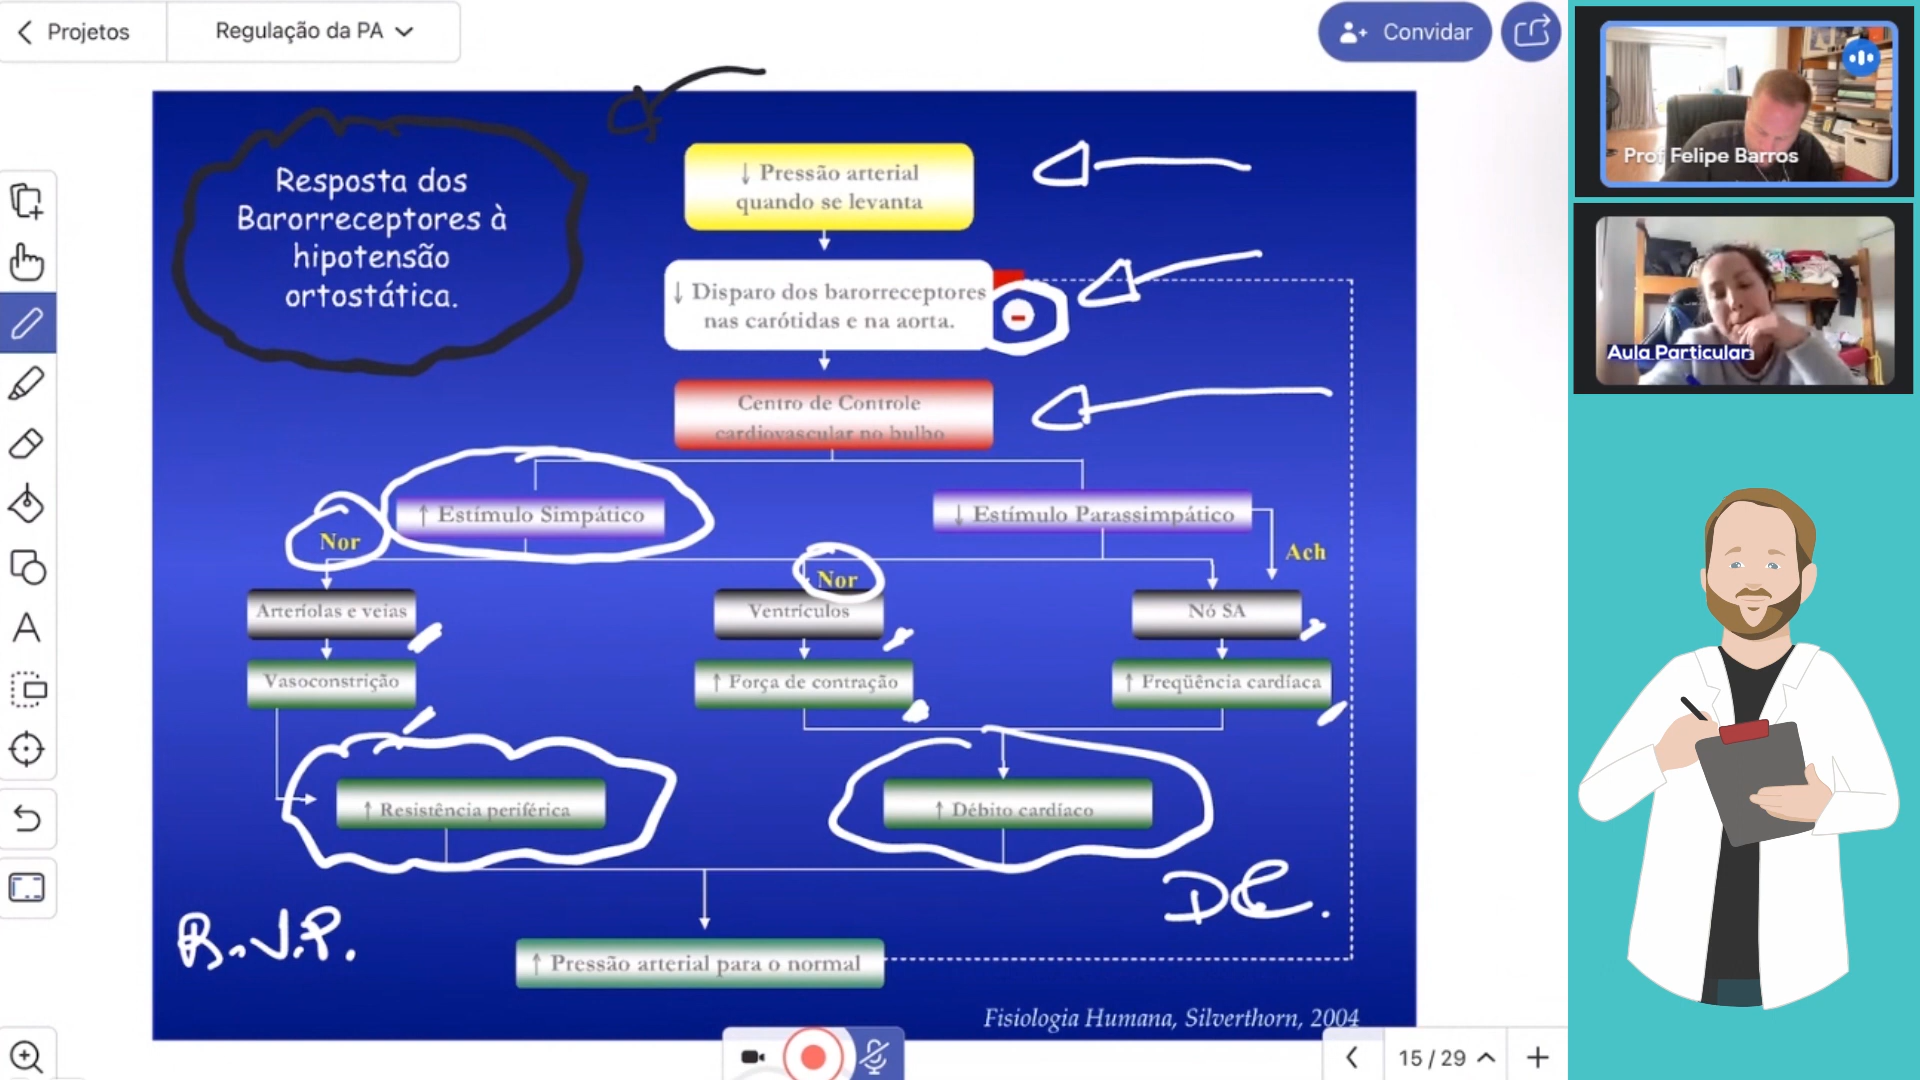 Projetos
Regulação da PA
Convidar
Resposta dos
Barorreceptores à
hipotensão
ortostática.
↓ Pressão arterial
quando se levanta
↓ Disparo dos barorreceptores
nas carótidas e na aorta.
Centro de Controle
cardiovascular no bulbo
↑ Estímulo Simpático
↓ Estímulo Parassimpático
Nor
Nor
Ach
Arteríolas e veias
Ventrículos
Nó SA
Vasoconstrição
↑ Força de contração
↑ Freqüência cardíaca
↑ Resistência periférica
↑ Débito cardíaco
R.V.P.
DC.
↑ Pressão arterial para o normal
Fisiologia Humana, Silverthorn, 2004
15 / 29
Prof Felipe Barros
Aula Particular